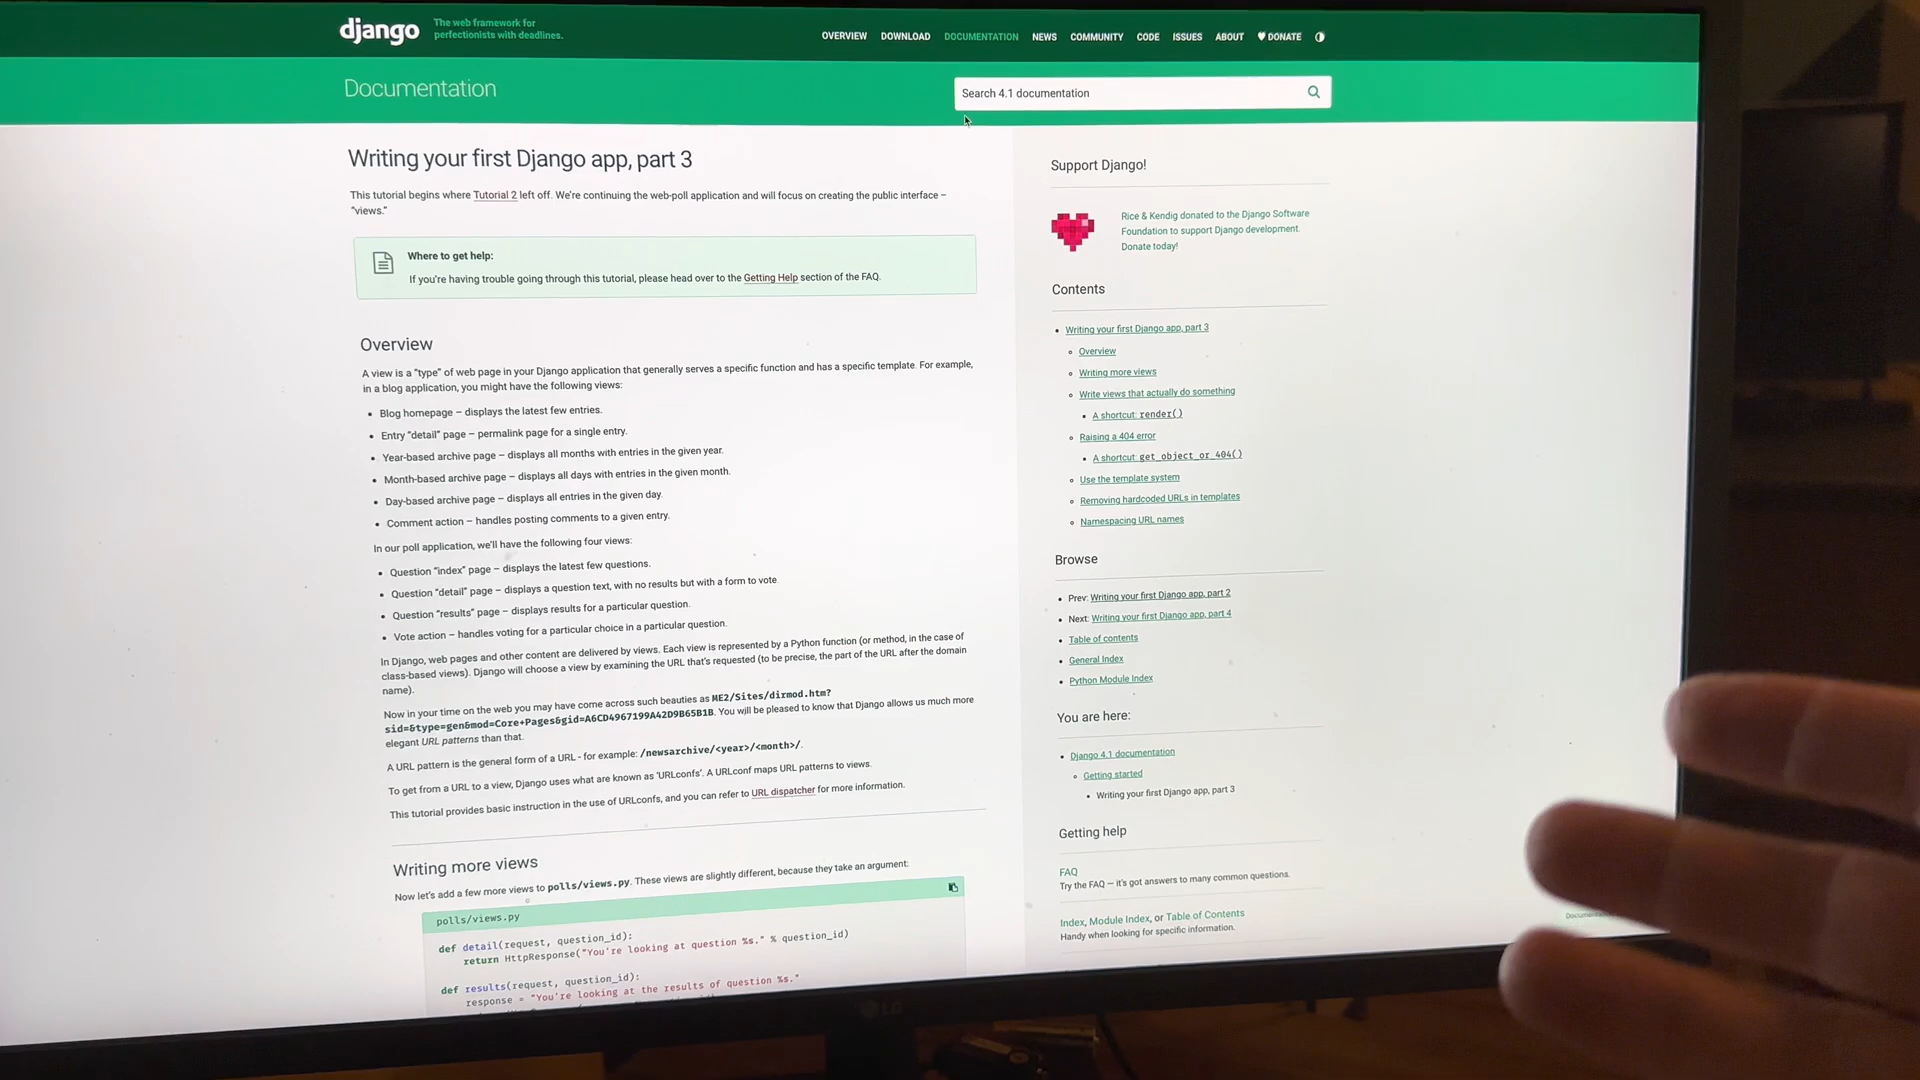 django
The web framework for
perfectionists with deadlines.
OVERVIEW DOWNLOAD DOCUMENTATION NEWS COMMUNITY CODE ISSUES ABOUT ♥ DONATE
Documentation
Search 4.1 documentation
Writing your first Django app, part 3
This tutorial begins where Tutorial 2 left off. We're continuing the web-poll application and will focus on creating the public interface –
"views."
Where to get help:
If you're having trouble going through this tutorial, please head over to the Getting Help section of the FAQ.
Overview
A view is a "type" of web page in your Django application that generally serves a specific function and has a specific template. For example,
in a blog application, you might have the following views:
• Blog homepage – displays the latest few entries.
• Entry "detail" page – permalink page for a single entry.
• Year-based archive page – displays all months with entries in the given year.
• Month-based archive page – displays all days with entries in the given month.
• Day-based archive page – displays all entries in the given day.
• Comment action – handles posting comments to a given entry.
In our poll application, we'll have the following four views:
• Question "index" page – displays the latest few questions.
• Question "detail" page – displays a question text, with no results but with a form to vote.
• Question "results" page – displays results for a particular question.
• Vote action – handles voting for a particular choice in a particular question.
In Django, web pages and other content are delivered by views. Each view is represented by a Python function (or method, in the case of
class-based views). Django will choose a view by examining the URL that's requested (to be precise, the part of the URL after the domain
name).
Now in your time on the web you may have come across such beauties as ME2/Sites/dirmod.htm?
sid=&type=gen&mod=Core+Pages&gid=A6CD4967199A42D9B65B1B. You will be pleased to know that Django allows us much more
elegant URL patterns than that.
A URL pattern is the general form of a URL - for example: /newsarchive/<year>/<month>/.
To get from a URL to a view, Django uses what are known as 'URLconfs'. A URLconf maps URL patterns to views.
This tutorial provides basic instruction in the use of URLconfs, and you can refer to URL dispatcher for more information.
Writing more views
Now let's add a few more views to polls/views.py. These views are slightly different, because they take an argument:
polls/views.py
def detail(request, question_id):
return HttpResponse("You're looking at question %s." % question_id)
def results(request, question_id):
response = "You're looking at the results of question %s."
Support Django!
Rice & Kendig donated to the Django Software
Foundation to support Django development.
Donate today!
Contents
• Writing your first Django app, part 3
Overview
Writing more views
Write views that actually do something
A shortcut: render()
Raising a 404 error
A shortcut: get_object_or_404()
Use the template system
Removing hardcoded URLs in templates
Namespacing URL names
Browse
• Prev: Writing your first Django app, part 2
• Next: Writing your first Django app, part 4
• Table of contents
• General Index
• Python Module Index
You are here:
• Django 4.1 documentation
Getting started
Writing your first Django app, part 3
Getting help
FAQ
Try the FAQ — it's got answers to many common questions.
Index, Module Index, or Table of Contents
Handy when looking for specific information.
LG